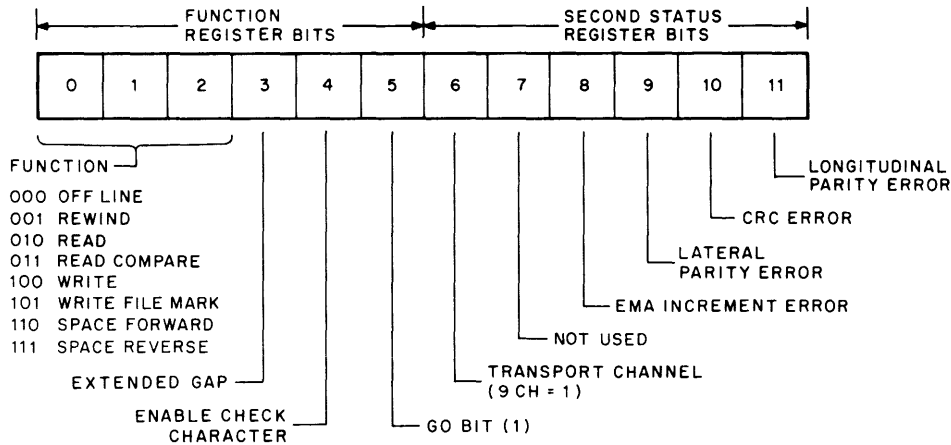 FUNCTION
REGISTER BITS
SECOND STATUS
REGISTER BITS
0 1 2 3 4 5 6 7 8 9 10 11
FUNCTION
000 OFF LINE
001 REWIND
010 READ
011 READ COMPARE
100 WRITE
101 WRITE FILE MARK
110 SPACE FORWARD
111 SPACE REVERSE
EXTENDED GAP
ENABLE CHECK
CHARACTER
GO BIT (1)
TRANSPORT CHANNEL
(9 CH = 1)
NOT USED
EMA INCREMENT ERROR
LATERAL
PARITY ERROR
CRC ERROR
LONGITUDINAL
PARITY ERROR